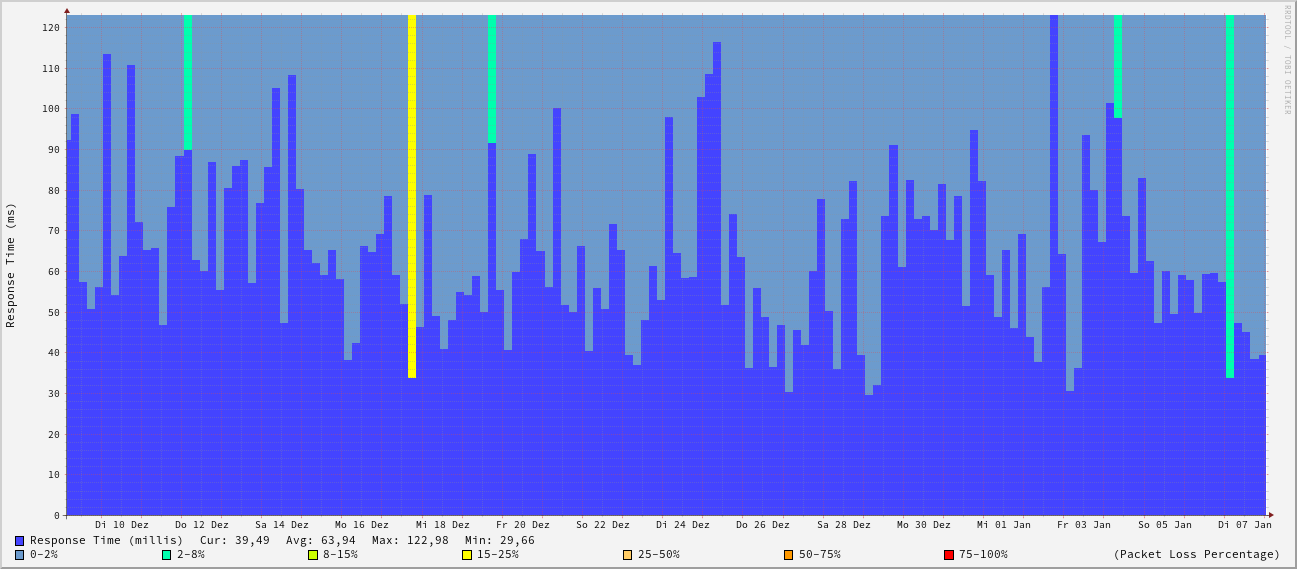 RRDTOOL / TOBI OETIKER
Response Time (ms)
120
110
100
90
80
70
60
50
40
30
20
10
0
Di 10 Dez Do 12 Dez Sa 14 Dez Mo 16 Dez Mi 18 Dez Fr 20 Dez So 22 Dez Di 24 Dez Do 26 Dez Sa 28 Dez Mo 30 Dez Mi 01 Jan Fr 03 Jan So 05 Jan Di 07 Jan
Response Time (millis) Cur: 39,49 Avg: 63,94 Max: 122,98 Min: 29,66
0-2% 2-8% 8-15% 15-25% 25-50% 50-75% 75-100% (Packet Loss Percentage)